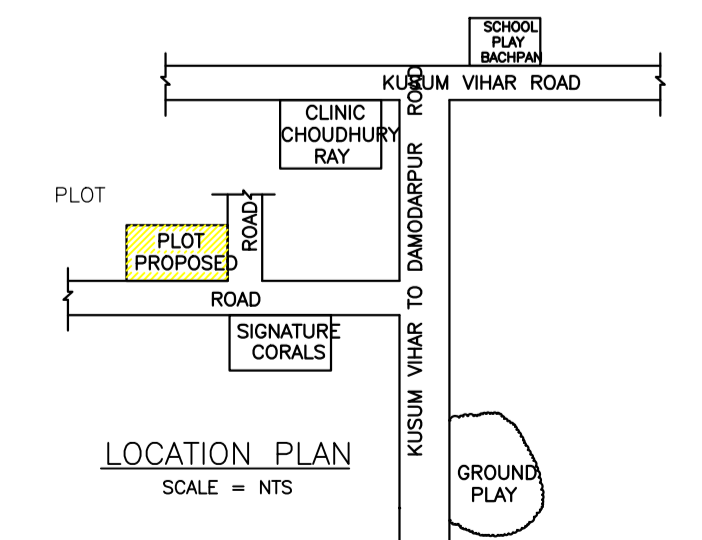 SCHOOL
PLAY
BACHPAN
KUSUM VIHAR ROAD
CLINIC
CHOUDHURY
RAY
KUSUM VIHAR TO DAMODARPUR ROAD
PLOT
ROAD
PLOT
PROPOSED
ROAD
SIGNATURE
CORALS
LOCATION PLAN
SCALE = NTS
GROUND
PLAY